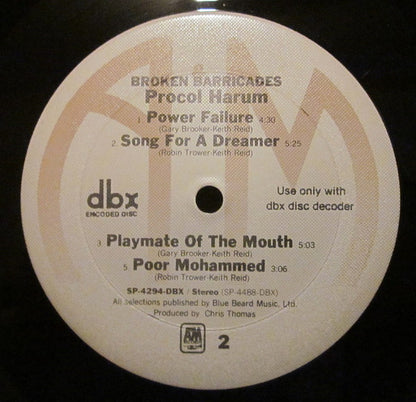 BROKEN BARRICADES
Procol Harum
1. Power Failure 4:30
(Gary Brooker-Keith Reid)
2. Song For A Dreamer 5:25
(Robin Trower-Keith Reid)
dbx
ENCODED DISC
Use only with
dbx disc decoder
3. Playmate Of The Mouth 5:03
(Gary Brooker-Keith Reid)
5. Poor Mohammed 3:06
(Robin Trower-Keith Reid)
SP-4294-DBX / Stereo (SP-4488-DBX)
All selections published by Blue Beard Music, Ltd.
Produced by Chris Thomas
A&M
2